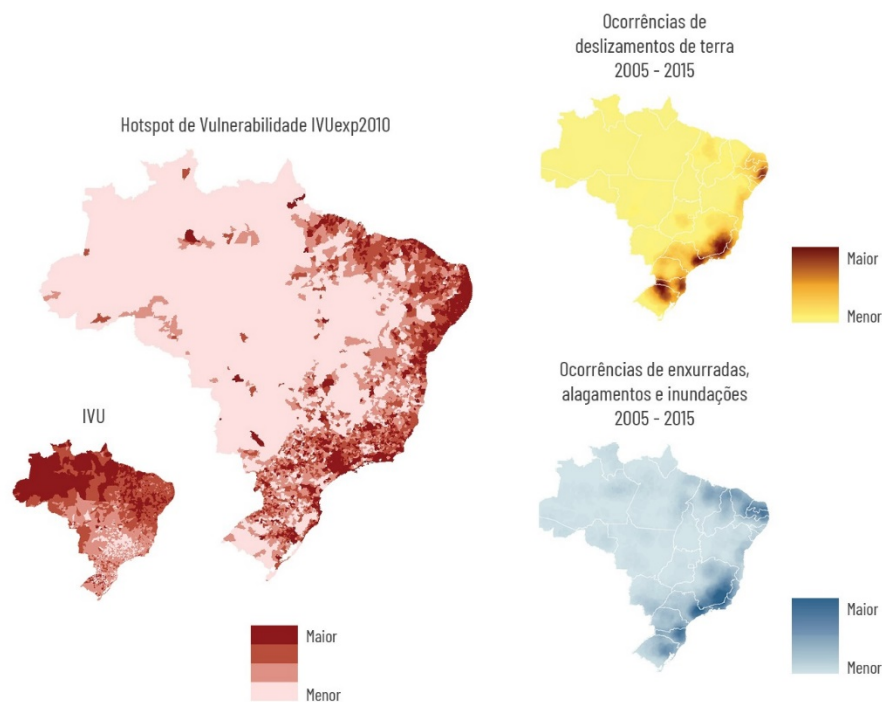 Hotspot de Vulnerabilidade IVUexp2010
IVU
Maior
Menor
Ocorrências de
deslizamentos de terra
2005 - 2015
Maior
Menor
Ocorrências de enxurradas,
alagamentos e inundações
2005 - 2015
Maior
Menor